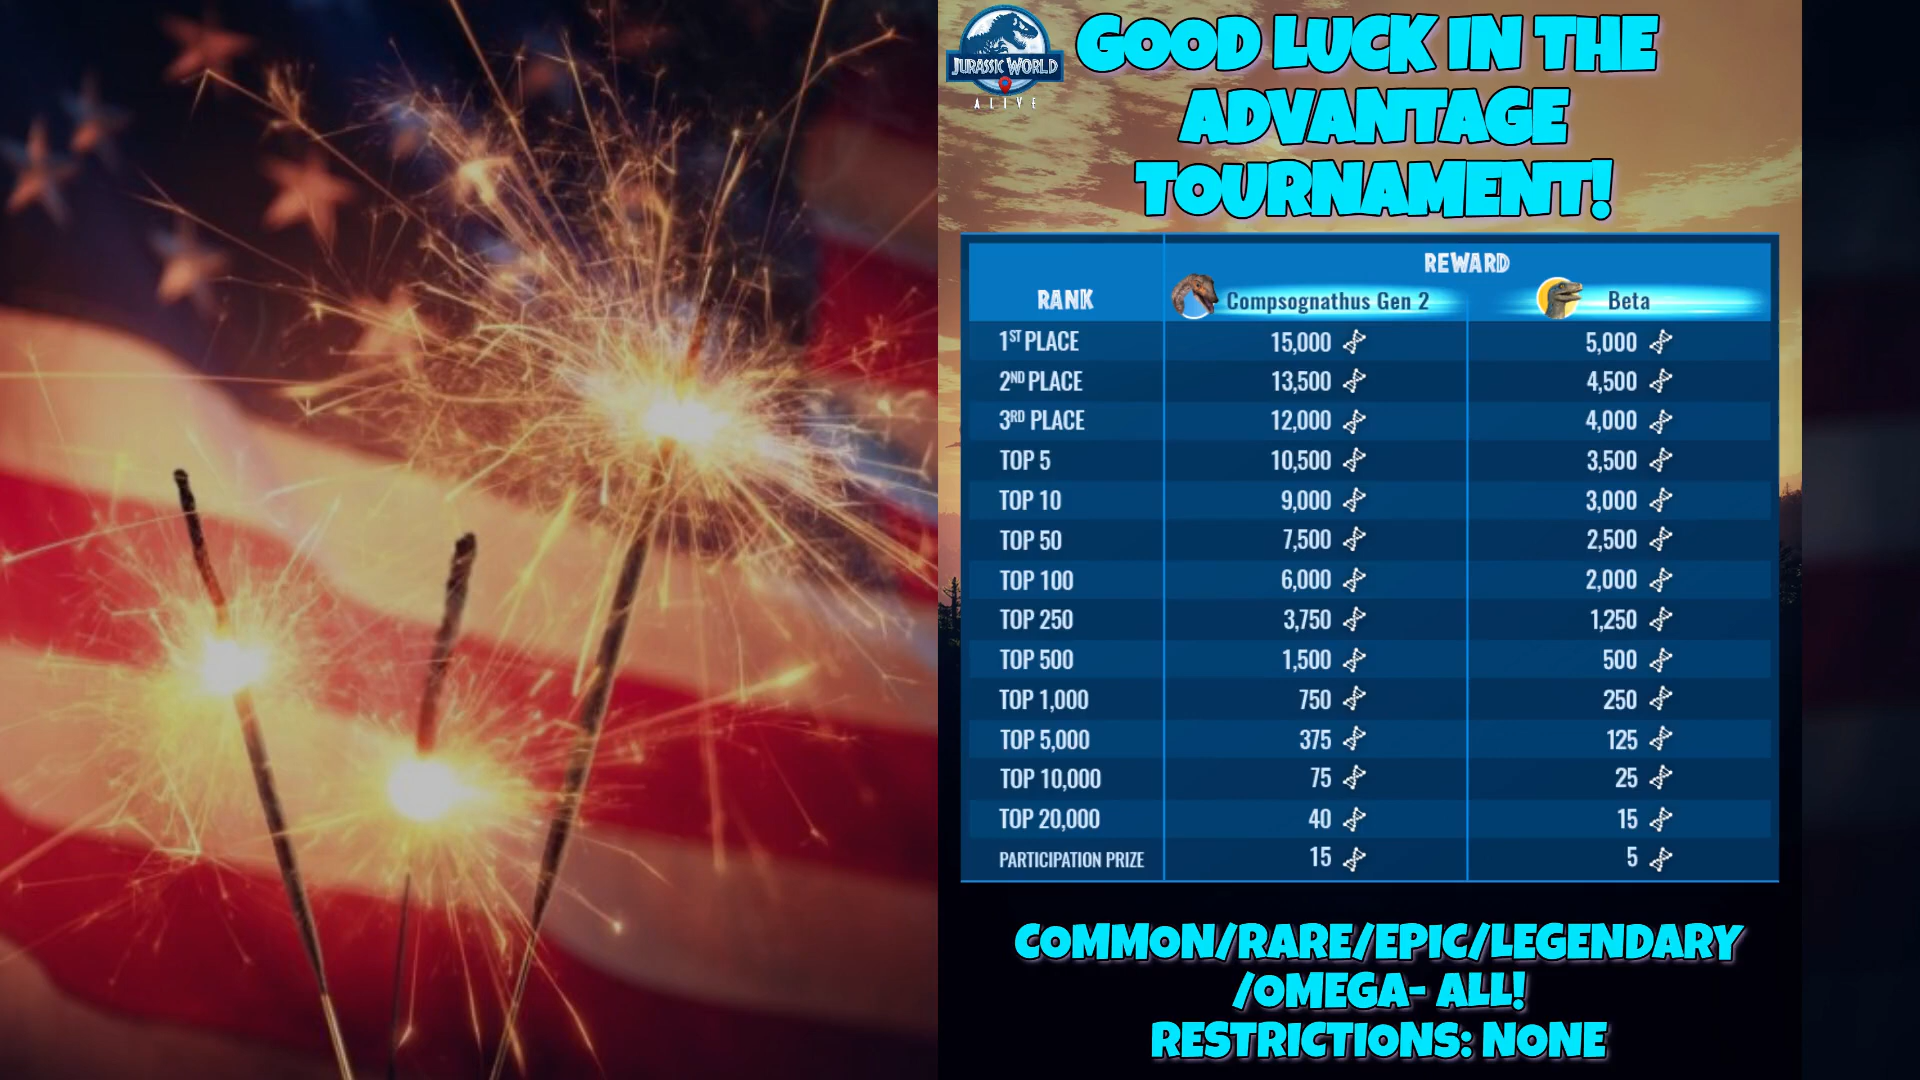 JURASSIC WORLD
ALIVE
GOOD LUCK IN THE
ADVANTAGE
TOURNAMENT!
REWARD
RANK Compsognathus Gen 2 Beta
1ST PLACE 15,000 5,000
2ND PLACE 13,500 4,500
3RD PLACE 12,000 4,000
TOP 5 10,500 3,500
TOP 10 9,000 3,000
TOP 50 7,500 2,500
TOP 100 6,000 2,000
TOP 250 3,750 1,250
TOP 500 1,500 500
TOP 1,000 750 250
TOP 5,000 375 125
TOP 10,000 75 25
TOP 20,000 40 15
PARTICIPATION PRIZE 15 5
COMMON/RARE/EPIC/LEGENDARY
/OMEGA- ALL!
RESTRICTIONS: NONE